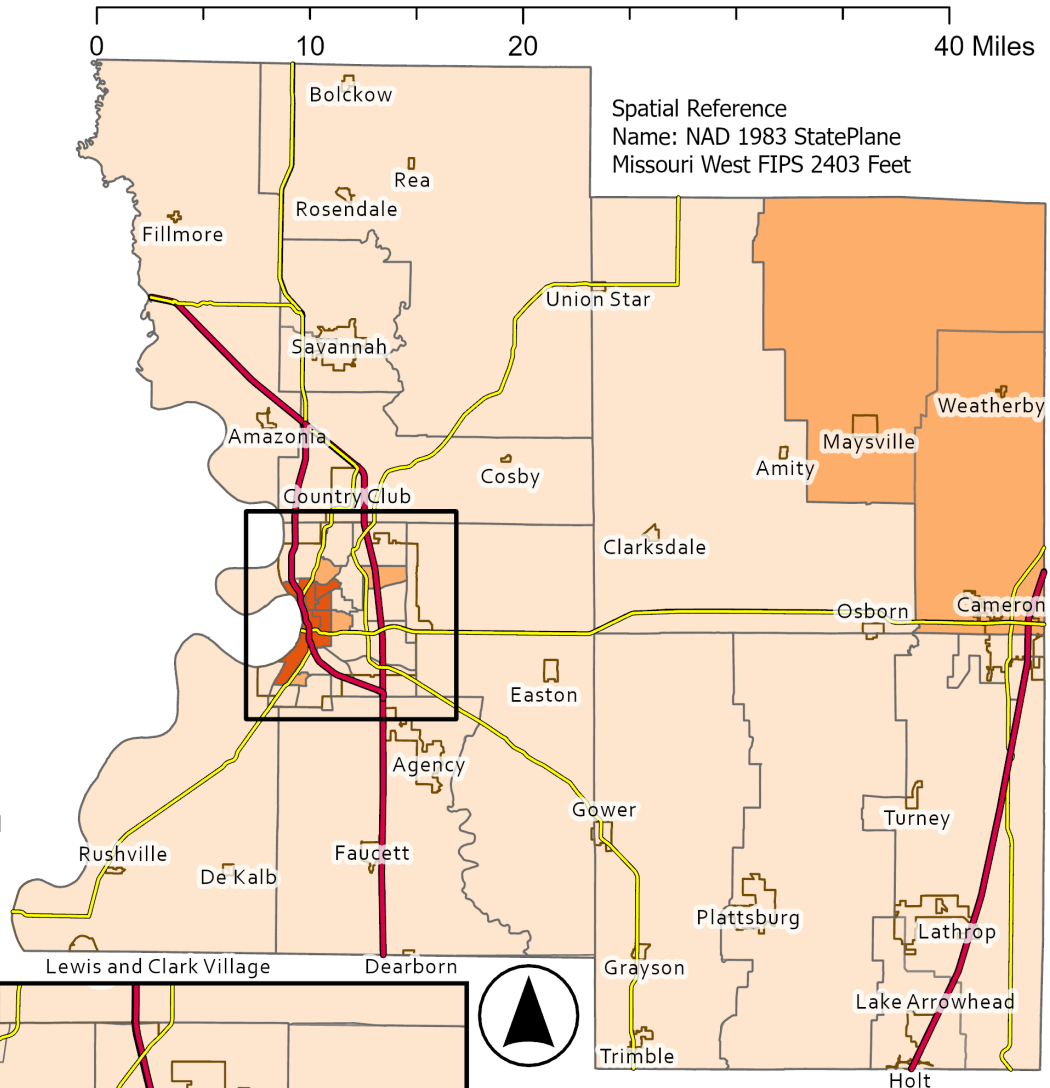 0 10 20 40 Miles
Spatial Reference
Name: NAD 1983 StatePlane
Missouri West FIPS 2403 Feet
Bolckow
Rea
Rosendale
Fillmore
Union Star
Savannah
Weatherby
Amazonia
Maysville
Amity
Cosby
Country Club
Clarksdale
Cameron
Osborn
Easton
Agency
Gower
Turney
Rushville
Faucett
De Kalb
Plattsburg
Lathrop
Lewis and Clark Village
Dearborn
Grayson
Lake Arrowhead
Trimble
Holt